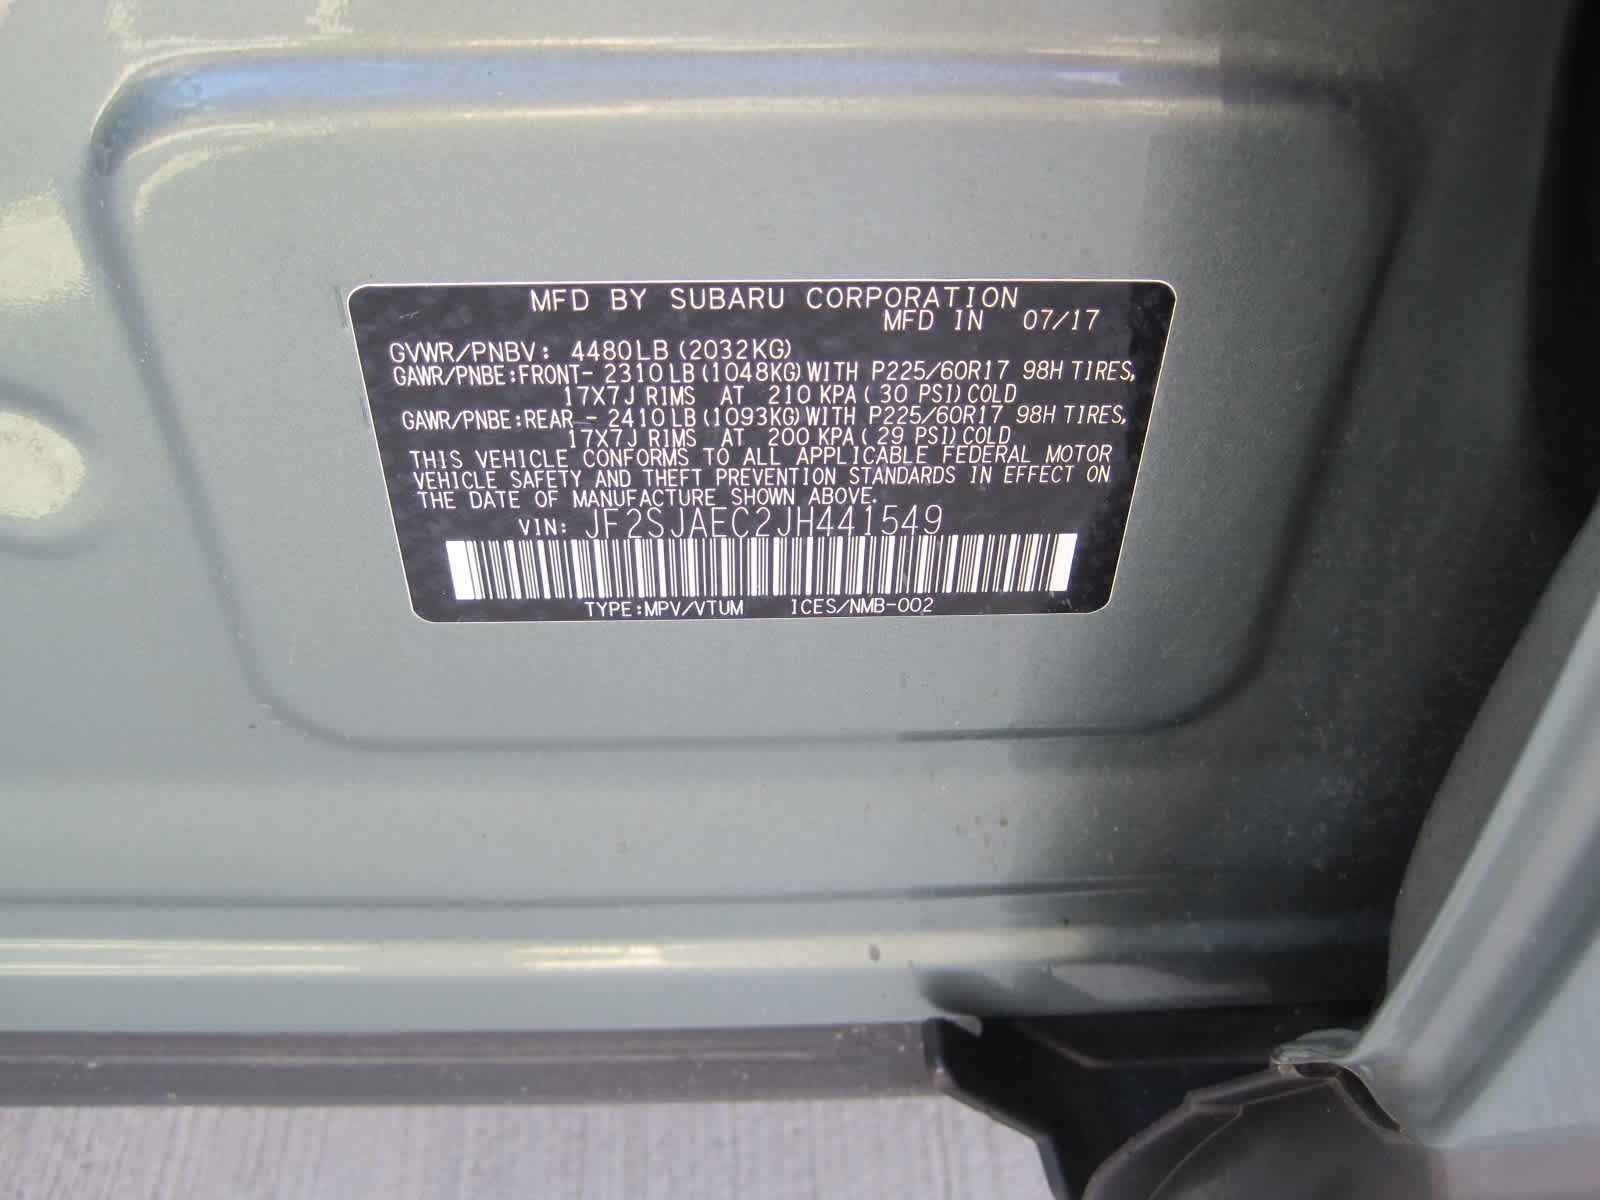 MFD BY SUBARU CORPORATION
MFD IN 07/17
GVWR/PNBV: 4480LB (2032KG)
GAWR/PNBE:FRONT- 2310LB (1048KG) WITH P225/60R17 98H TIRES,
17X7J RIMS AT 210 KPA (30 PSI) COLD
GAWR/PNBE:REAR - 2410LB (1093KG) WITH P225/60R17 98H TIRES,
17X7J RIMS AT 200 KPA (29 PSI) COLD
THIS VEHICLE CONFORMS TO ALL APPLICABLE FEDERAL MOTOR
VEHICLE SAFETY AND THEFT PREVENTION STANDARDS IN EFFECT ON
THE DATE OF MANUFACTURE SHOWN ABOVE.
VIN: JF2SJAEC2JH441549
TYPE:MPV/VTUM ICES/NMB-002